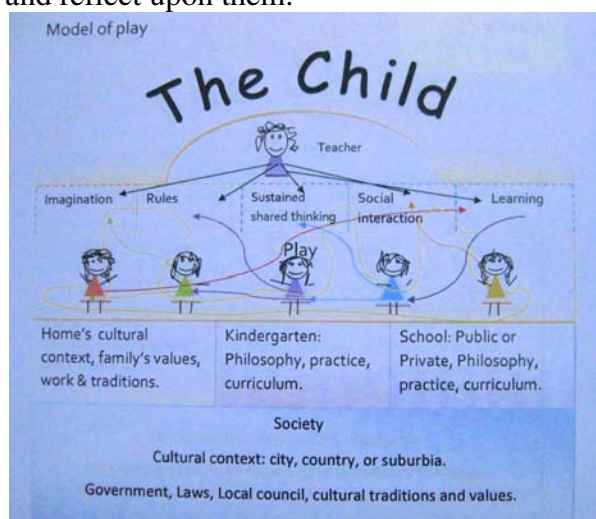 and reflect upon them.
Model of play
The Child
Teacher
Imagination Rules Sustained shared thinking Social interaction Learning
Play
Home's cultural context, family's values, work & traditions.
Kindergarten: Philosophy, practice, curriculum.
School: Public or Private, Philosophy, practice, curriculum.
Society
Cultural context: city, country, or suburbia.
Government, Laws, Local council, cultural traditions and values.